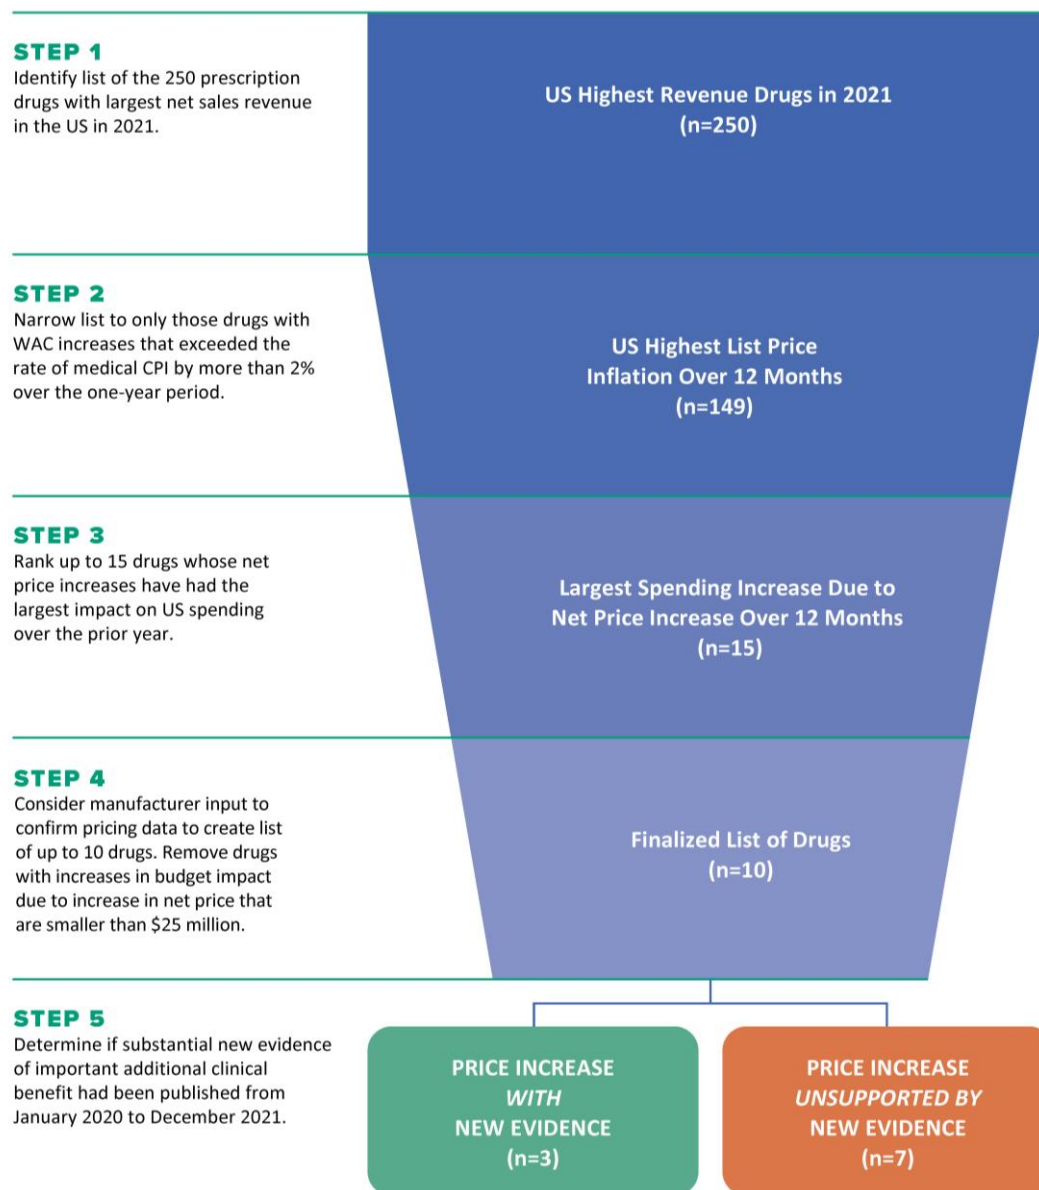 STEP 1
Identify list of the 250 prescription
drugs with largest net sales revenue
in the US in 2021.
US Highest Revenue Drugs in 2021
(n=250)
STEP 2
Narrow list to only those drugs with
WAC increases that exceeded the
rate of medical CPI by more than 2%
over the one-year period.
US Highest List Price
Inflation Over 12 Months
(n=149)
STEP 3
Rank up to 15 drugs whose net
price increases have had the
largest impact on US spending
over the prior year.
Largest Spending Increase Due to
Net Price Increase Over 12 Months
(n=15)
STEP 4
Consider manufacturer input to
confirm pricing data to create list
of up to 10 drugs. Remove drugs
with increases in budget impact
due to increase in net price that
are smaller than $25 million.
Finalized List of Drugs
(n=10)
STEP 5
Determine if substantial new evidence
of important additional clinical
benefit had been published from
January 2020 to December 2021.
PRICE INCREASE
WITH
NEW EVIDENCE
(n=3)
PRICE INCREASE
UNSUPPORTED BY
NEW EVIDENCE
(n=7)